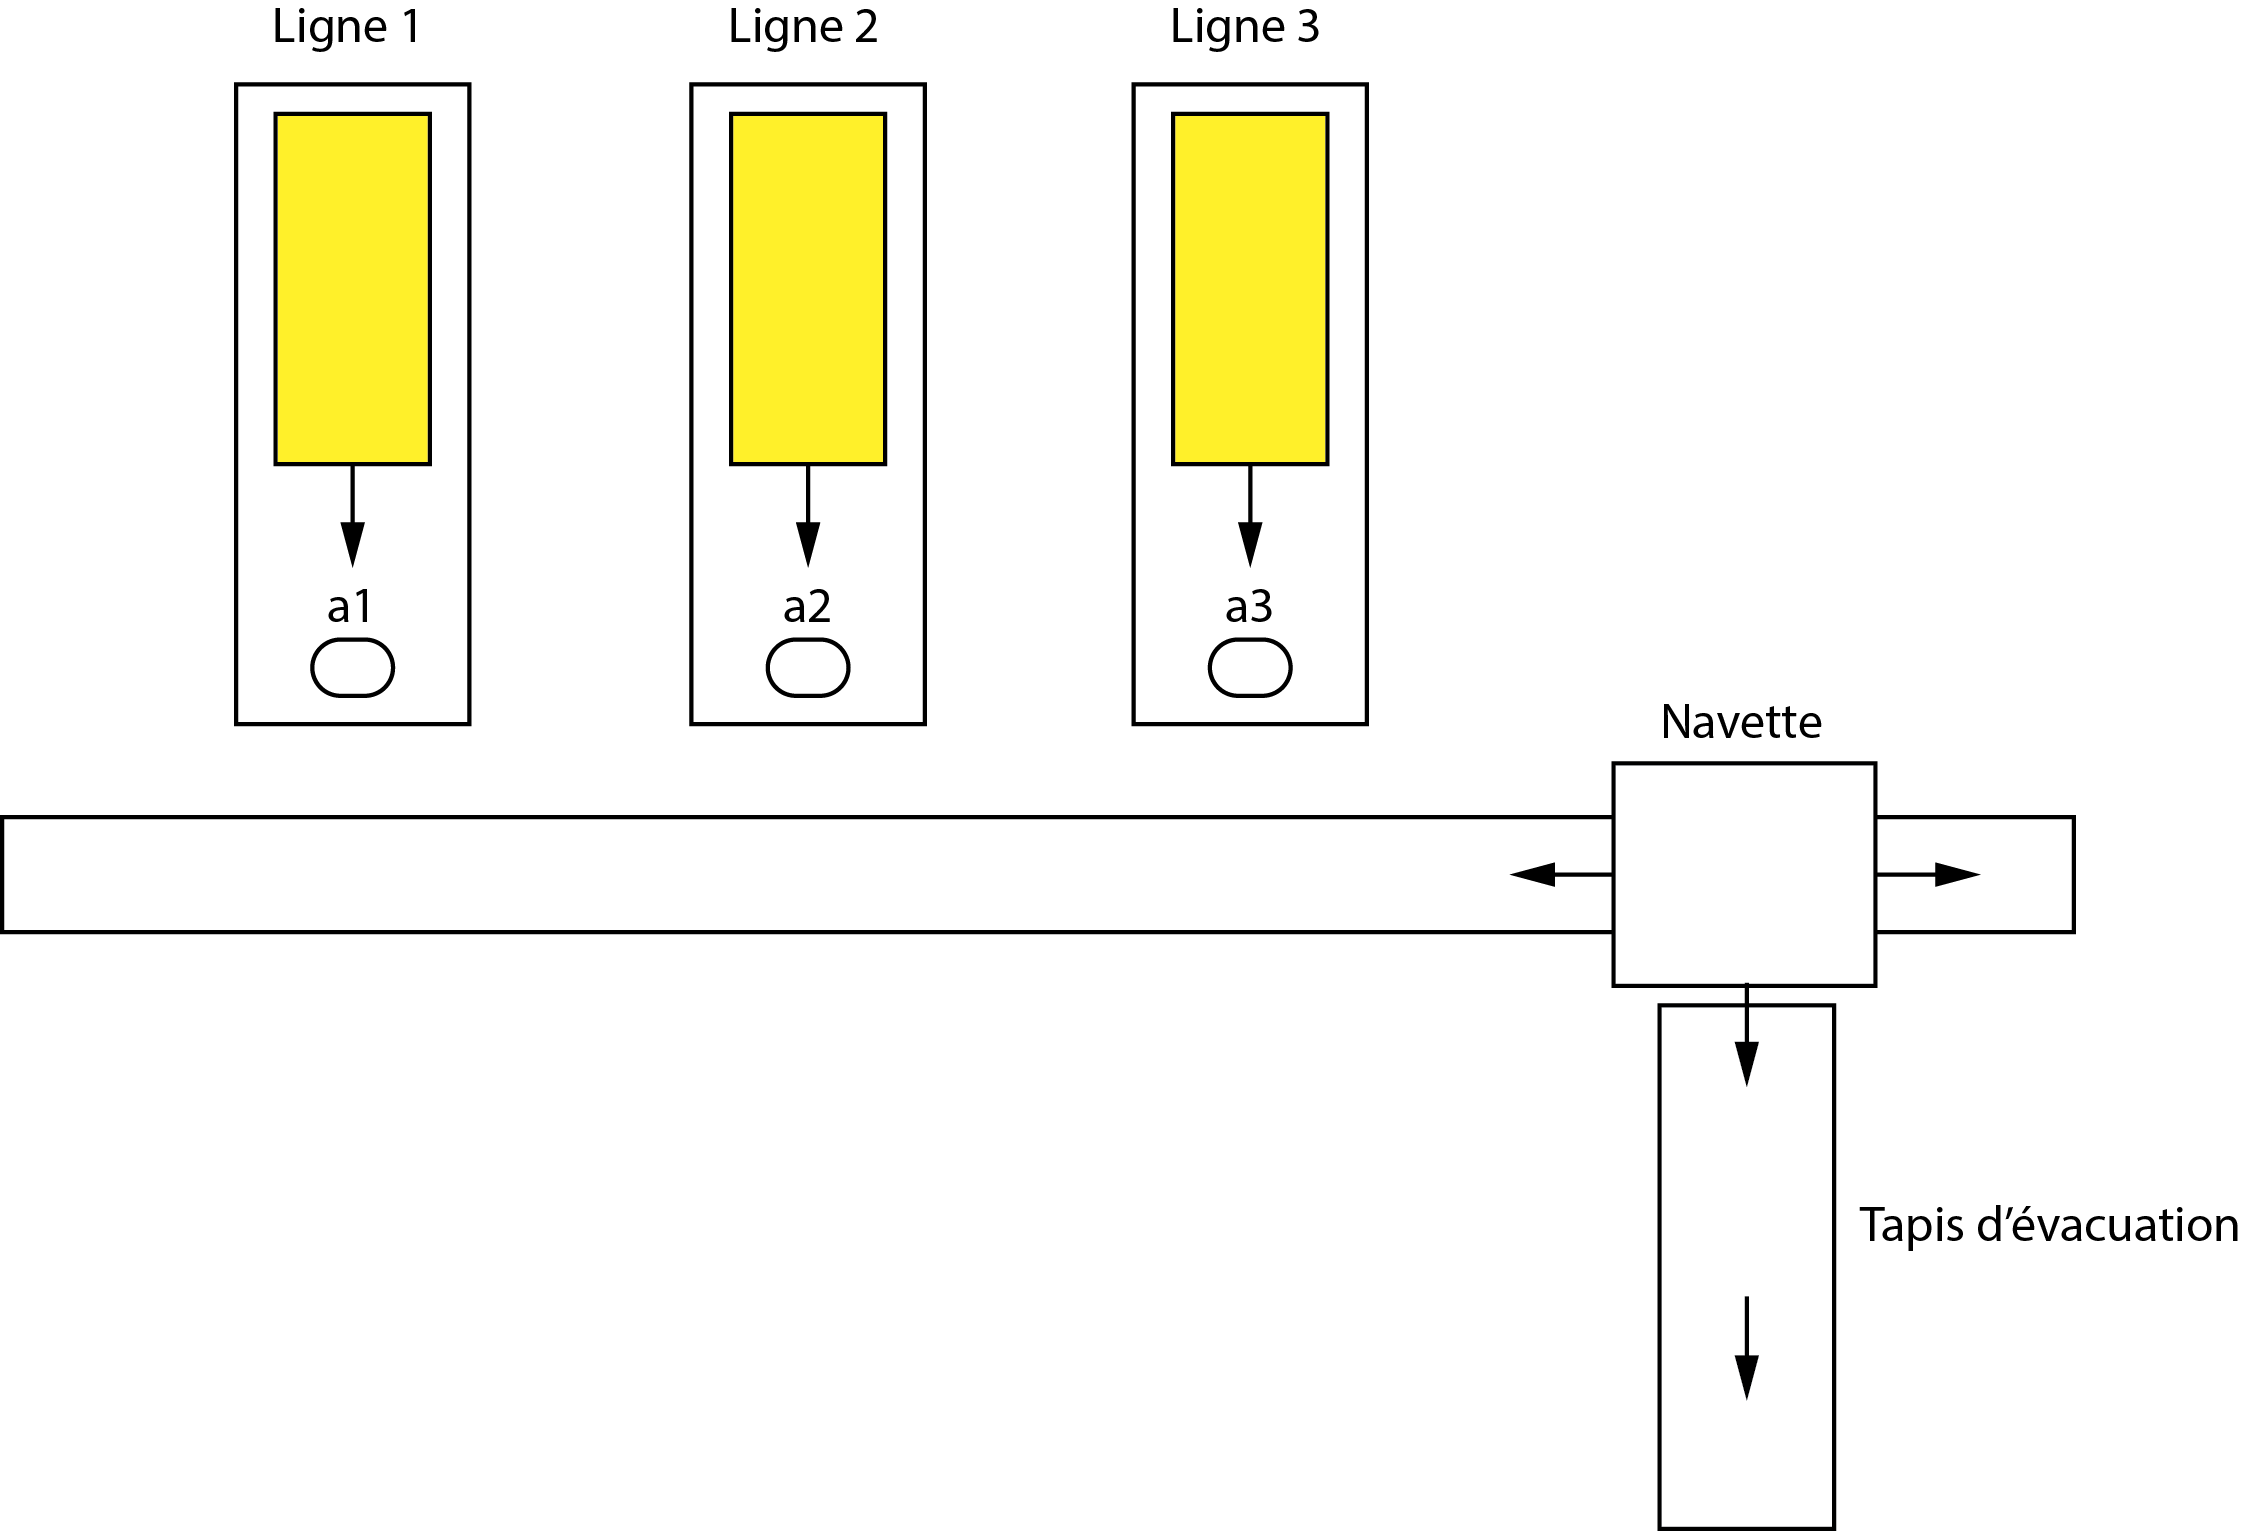 Ligne 1
Ligne 2
Ligne 3
a1
a2
a3
Navette
Tapis d’évacuation